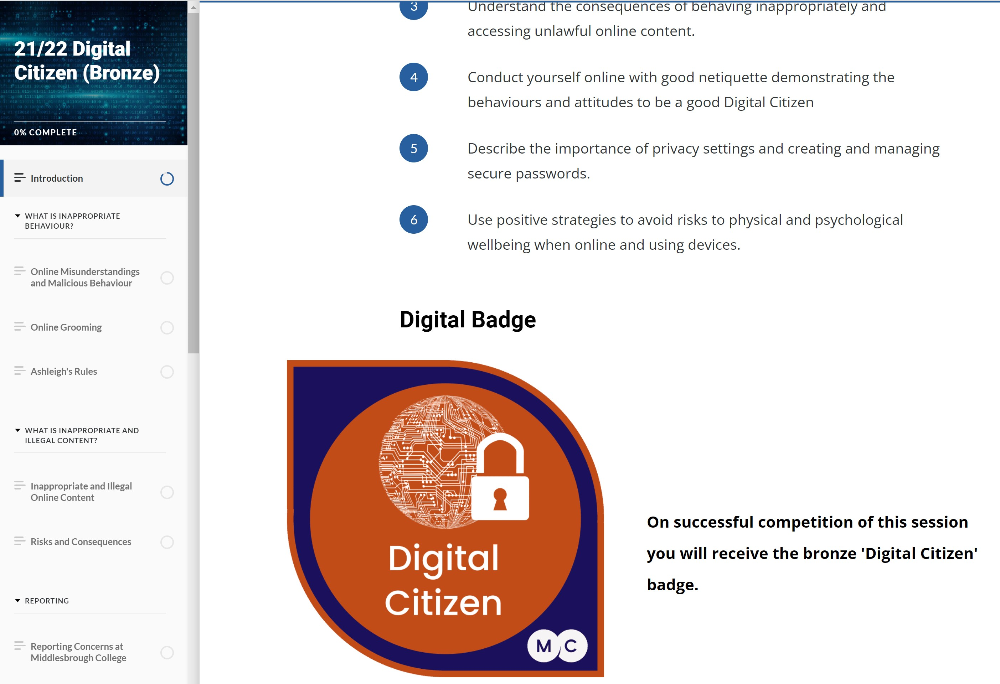 21/22 Digital
Citizen (Bronze)
0% COMPLETE
Introduction
WHAT IS INAPPROPRIATE
BEHAVIOUR?
Online Misunderstandings
and Malicious Behaviour
Online Grooming
Ashleigh's Rules
WHAT IS INAPPROPRIATE AND
ILLEGAL CONTENT?
Inappropriate and Illegal
Online Content
Risks and Consequences
REPORTING
Reporting Concerns at
Middlesbrough College
3
Understand the consequences of behaving inappropriately and
accessing unlawful online content.
4
Conduct yourself online with good netiquette demonstrating the
behaviours and attitudes to be a good Digital Citizen
5
Describe the importance of privacy settings and creating and managing
secure passwords.
6
Use positive strategies to avoid risks to physical and psychological
wellbeing when online and using devices.
Digital Badge
Digital
Citizen
M C
On successful competition of this session
you will receive the bronze 'Digital Citizen'
badge.